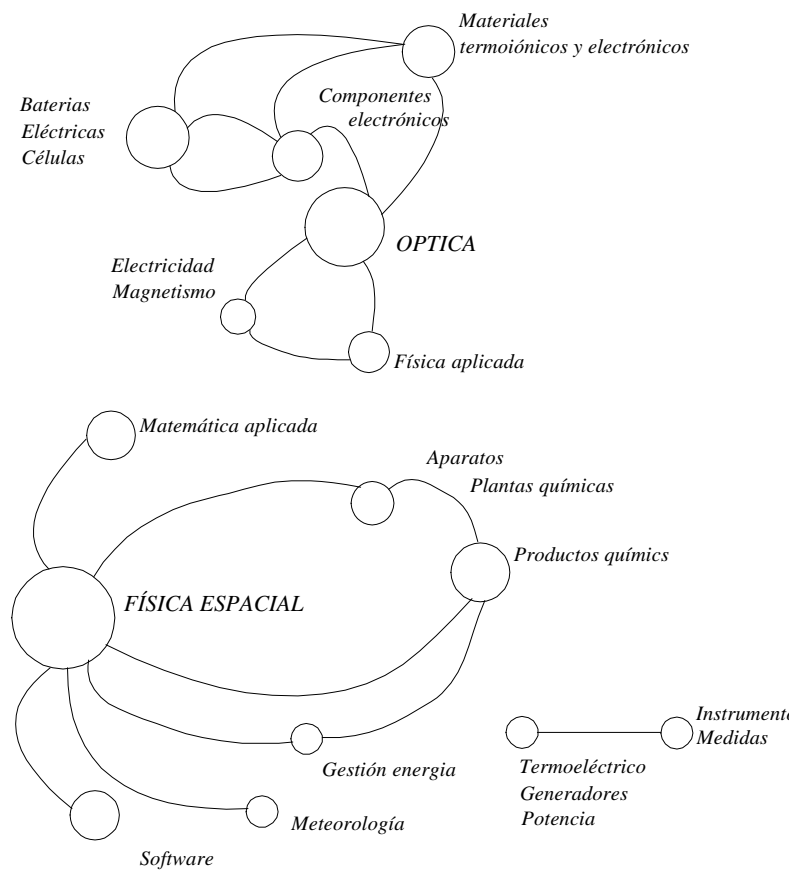 Materiales
termoiónicos y electrónicos
Componentes
electrónicos
Baterias
Eléctricas
Células
OPTICA
Electricidad
Magnetismo
Física aplicada
Matemática aplicada
Aparatos
Plantas químicas
Productos químics
FÍSICA ESPACIAL
Instrumento
Medidas
Gestión energia
Termoeléctrico
Generadores
Potencia
Meteorología
Software